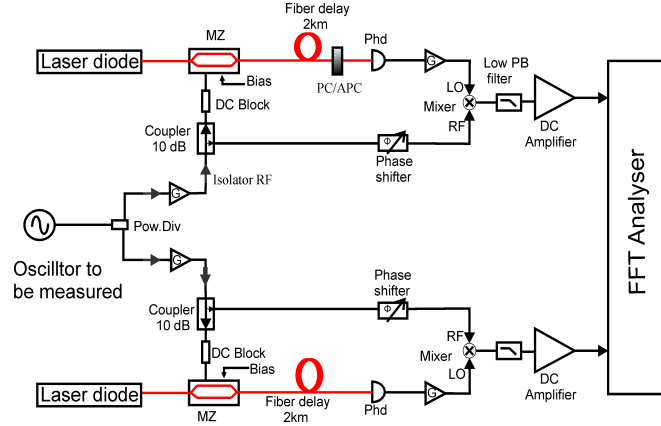 MZ
Fiber delay
2km
Phd
Laser diode
G
Low PB
filter
LO
Bias
PC/APC
Mixer
DC Block
RF
DC
Amplifier
Coupler
10 dB
Φ
Phase
shifter
Isolator RF
G
Pow.Div
FFT Analyser
G
Oscilltor to
be measured
Phase
shifter
Coupler
10 dB
Φ
RF
Mixer
DC Block
LO
Bias
DC
Amplifier
Laser diode
G
MZ
Fiber delay
2km
Phd